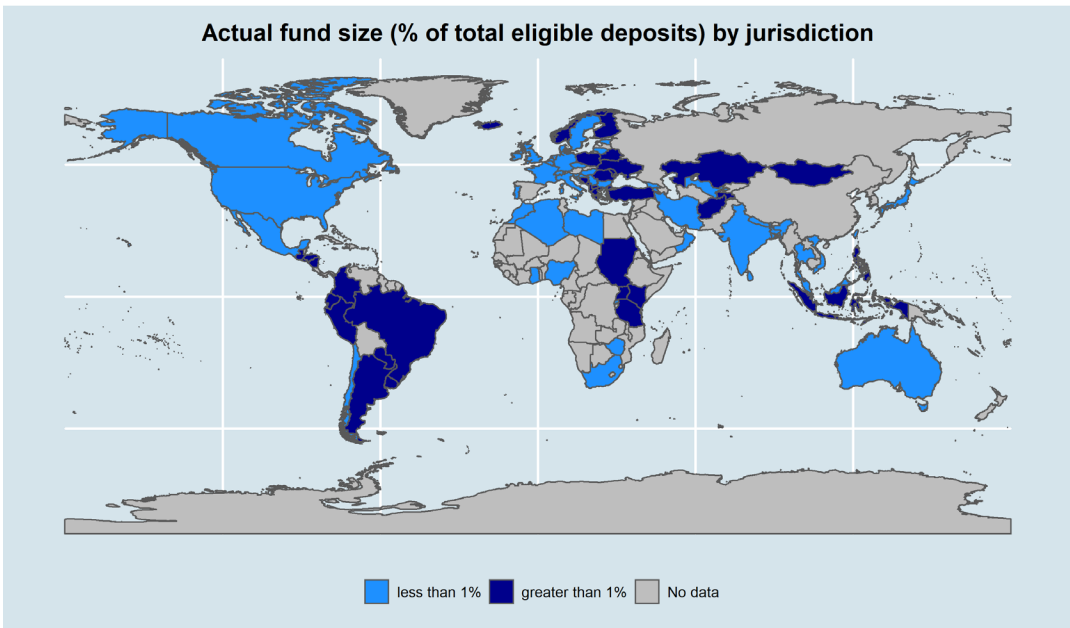 Actual fund size (% of total eligible deposits) by jurisdiction
less than 1% greater than 1% No data